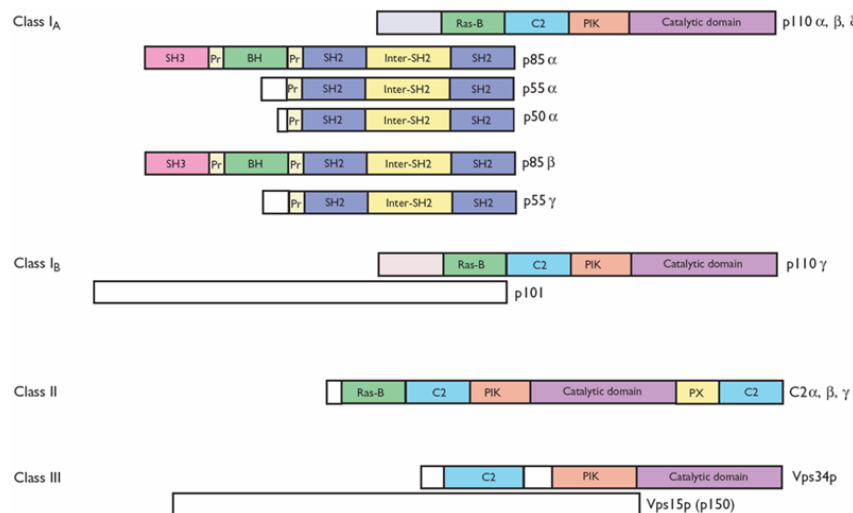 Class IA Ras-B C2 PIK Catalytic domain p110 α, β, δ
SH3 Pr BH Pr SH2 Inter-SH2 SH2 p85 α
Pr SH2 Inter-SH2 SH2 p55 α
Pr SH2 Inter-SH2 SH2 p50 α
SH3 Pr BH Pr SH2 Inter-SH2 SH2 p85 β
Pr SH2 Inter-SH2 SH2 p55 γ
Class IB Ras-B C2 PIK Catalytic domain p110 γ
p101
Class II Ras-B C2 PIK Catalytic domain PX C2 C2α, β, γ
Class III C2 PIK Catalytic domain Vps34p
Vps15p (p150)